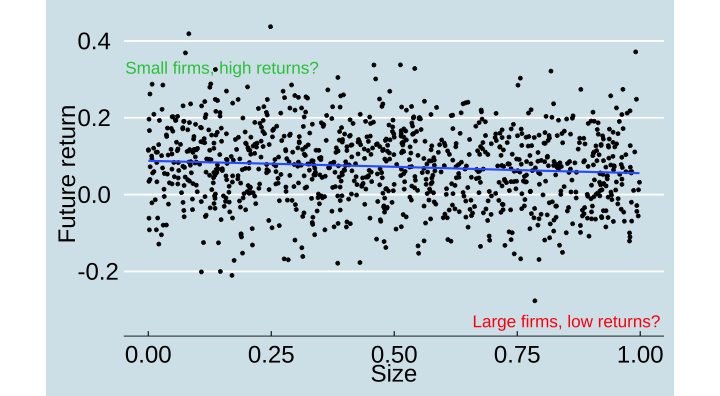 0.4
Small firms, high returns?
0.2
Future return
0.0
-0.2
Large firms, low returns?
0.00 0.25 0.50 0.75 1.00
Size